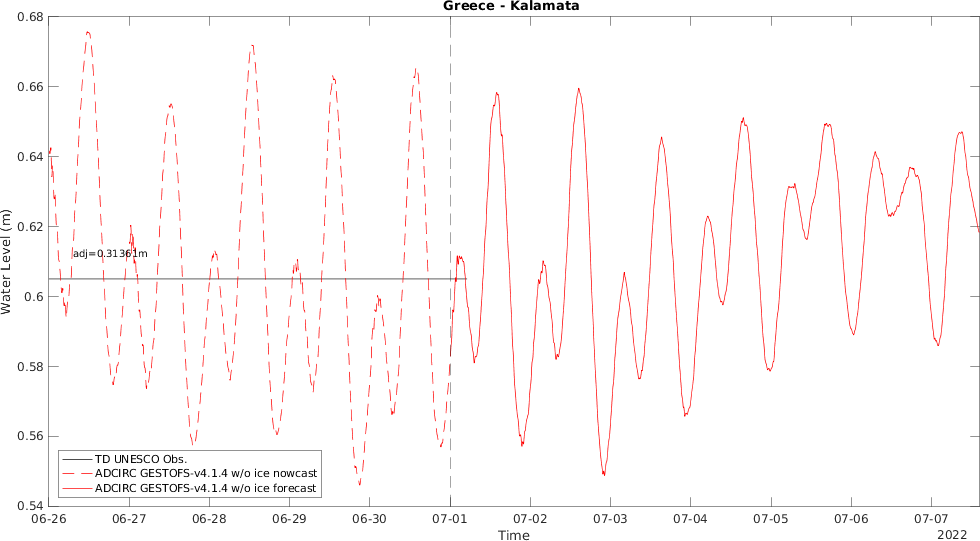 Greece - Kalamata
0.68
0.66
0.64
0.62
0.6
0.58
0.56
0.54
Water Level (m)
adj=0.31361m
TD UNESCO Obs.
ADCIRC GESTOFS-v4.1.4 w/o ice nowcast
ADCIRC GESTOFS-v4.1.4 w/o ice forecast
06-26 06-27 06-28 06-29 06-30 07-01 07-02 07-03 07-04 07-05 07-06 07-07
Time
2022